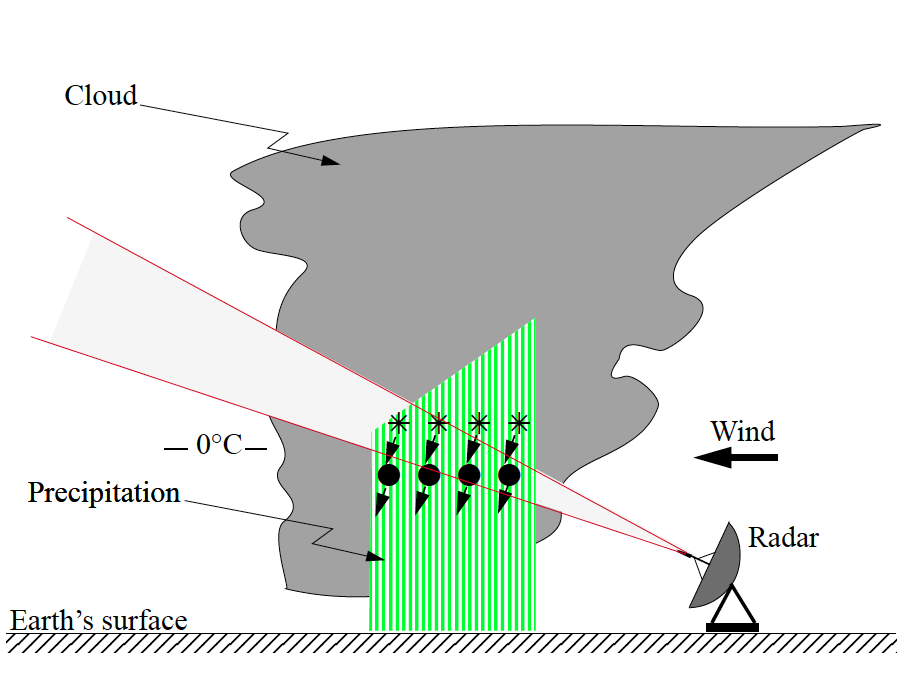 Cloud
Wind
— 0°C —
Precipitation
Radar
Earth's surface